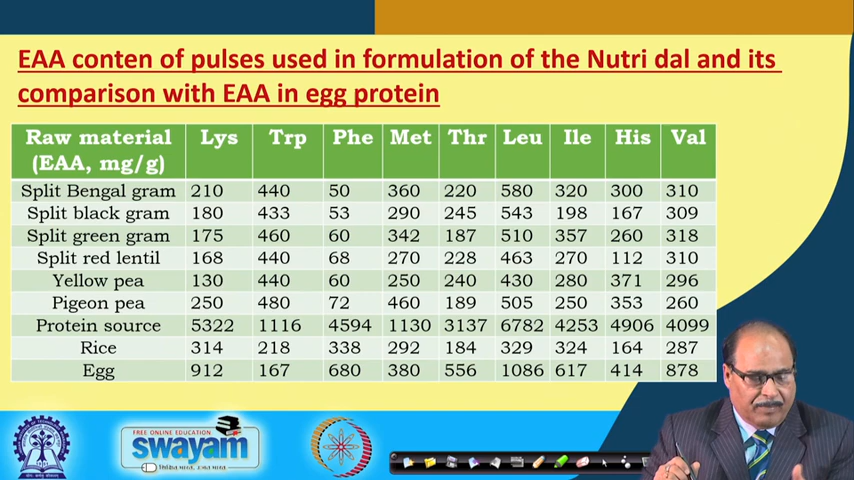 EAA conten of pulses used in formulation of the Nutri dal and its
comparison with EAA in egg protein
Raw material (EAA, mg/g) Lys Trp Phe Met Thr Leu Ile His Val
Split Bengal gram 210 440 50 360 220 580 320 300 310
Split black gram 180 433 53 290 245 543 198 167 309
Split green gram 175 460 60 342 187 510 357 260 318
Split red lentil 168 440 68 270 228 463 270 112 310
Yellow pea 130 440 60 250 240 430 280 371 296
Pigeon pea 250 480 72 460 189 505 250 353 260
Protein source 5322 1116 4594 1130 3137 6782 4253 4906 4099
Rice 314 218 338 292 184 329 324 164 287
Egg 912 167 680 380 556 1086 617 414 878
FREE ONLINE EDUCATION
swayam